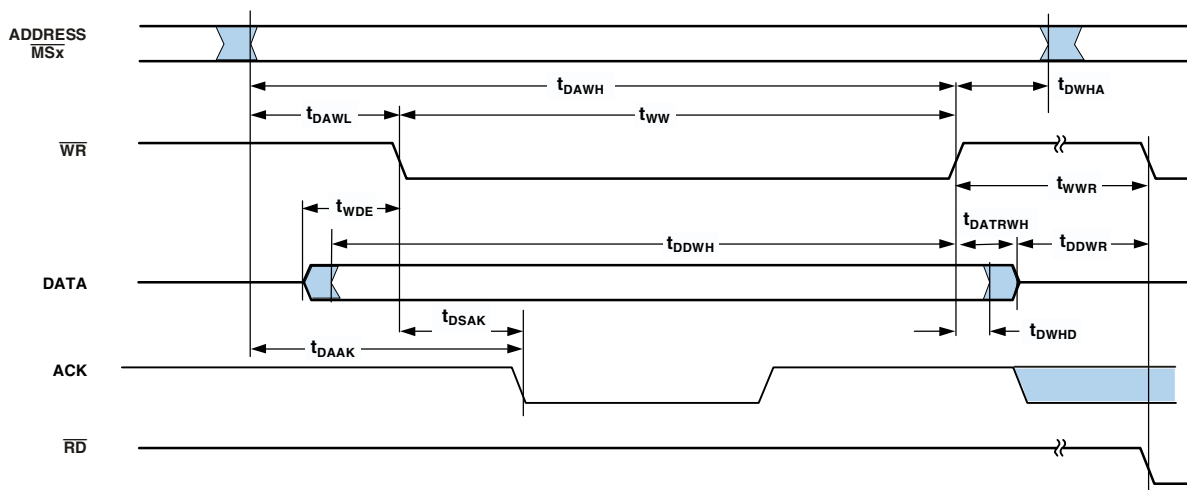 ADDRESS
MSx
tDAWH
tDWHA
tDAWL
tWW
WR
tWDE
tWWR
tDATRWH
tDDWH
tDDWR
DATA
tDSAK
tDWHD
tDAAK
ACK
RD